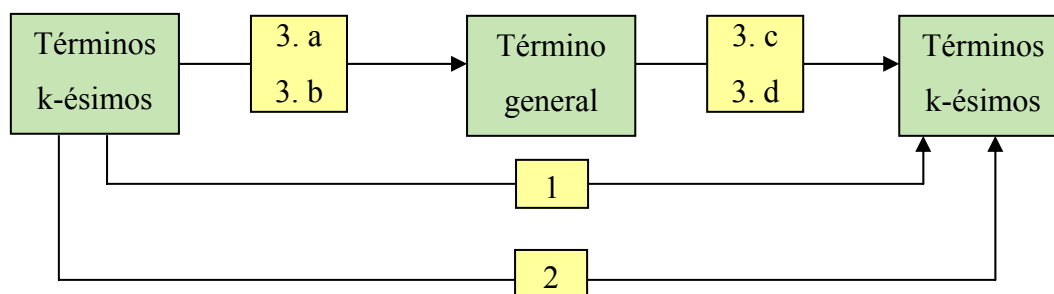 Términos
k-ésimos
3. a
3. b
Término
general
3. c
3. d
Términos
k-ésimos
1
2